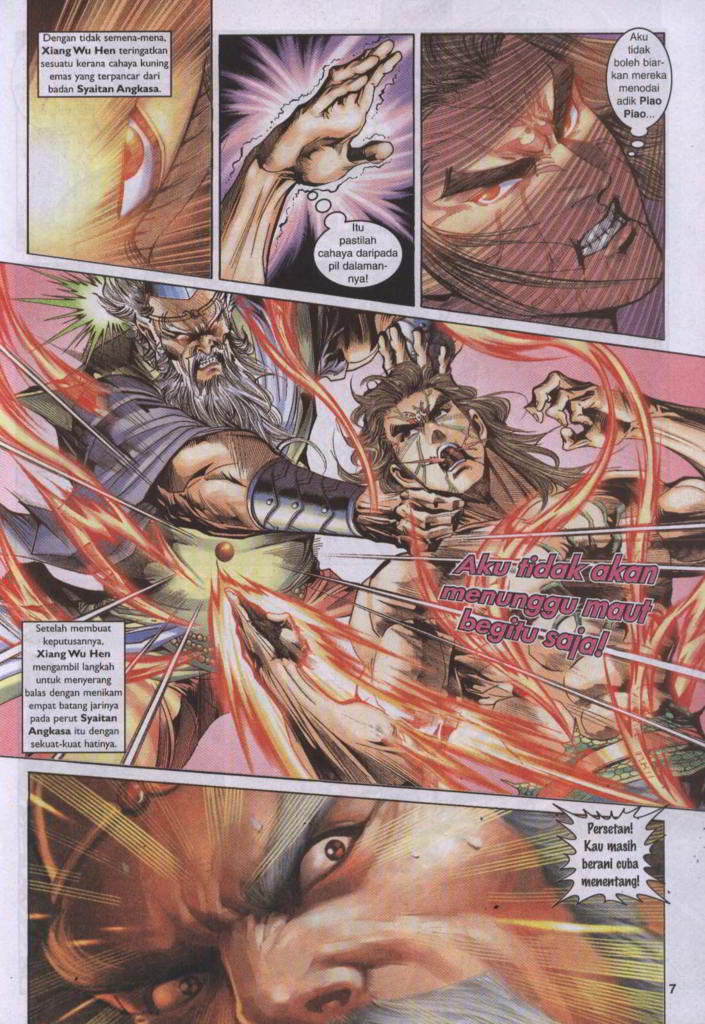 Dengan tidak semena-mena,
Xiang Wu Hen teringatkan
sesuatu kerana cahaya kuning
emas yang terpancar dari
badan Syaitan Angkasa.
Itu
pastilah
cahaya daripada
pil dalaman-
nya!
Aku
tidak
boleh biar-
kan mereka
menodai
adik Piao
Piao...
Aku tidak akan
menunggu maut
begitu saja!
Setelah membuat
keputusannya,
Xiang Wu Hen
mengambil langkah
untuk menyerang
balas dengan menikam
empat batang jarinya
pada perut Syaitan
Angkasa itu dengan
sekuat-kuat hatinya.
Persetan!
Kau masih
berani cuba
menentang!
7